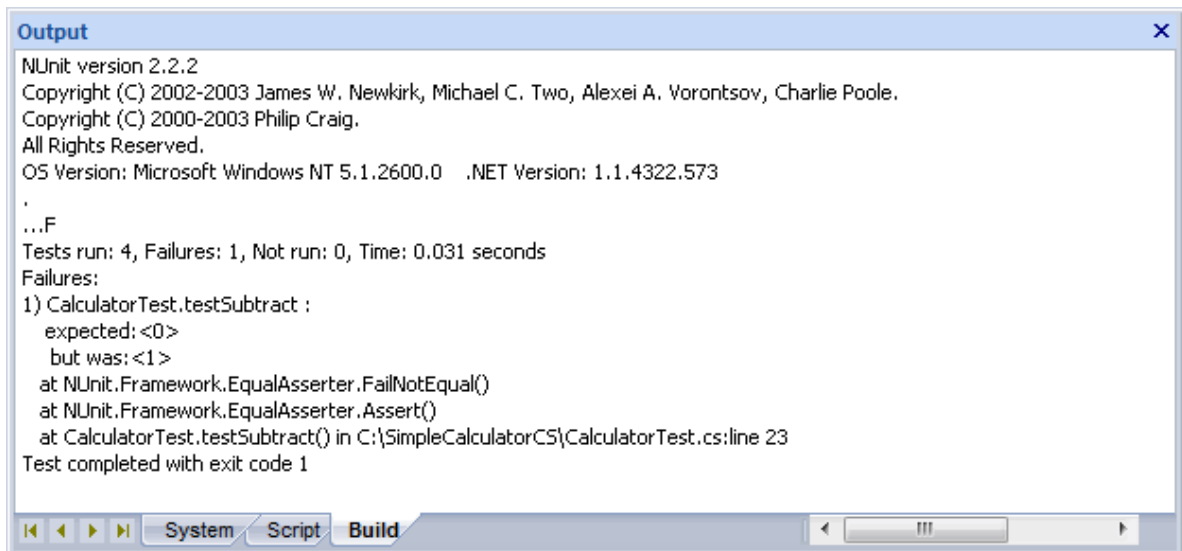 Output
NUnit version 2.2.2
Copyright (C) 2002-2003 James W. Newkirk, Michael C. Two, Alexei A. Vorontsov, Charlie Poole.
Copyright (C) 2000-2003 Philip Craig.
All Rights Reserved.
OS Version: Microsoft Windows NT 5.1.2600.0    .NET Version: 1.1.4322.573
.
...F
Tests run: 4, Failures: 1, Not run: 0, Time: 0.031 seconds
Failures:
1) CalculatorTest.testSubtract :
expected:<0>
but was:<1>
at NUnit.Framework.EqualAsserter.FailNotEqual()
at NUnit.Framework.EqualAsserter.Assert()
at CalculatorTest.testSubtract() in C:\SimpleCalculatorCS\CalculatorTest.cs:line 23
Test completed with exit code 1
System Script Build